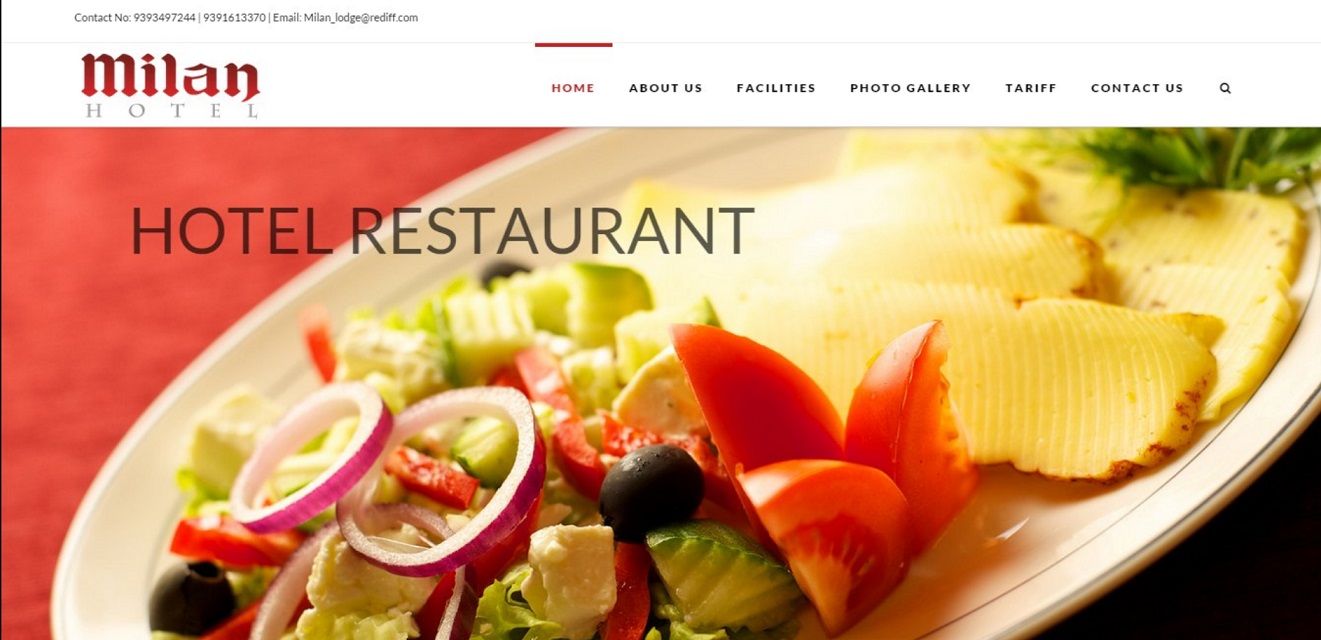 Contact No: 9393497244 | 9391613370 | Email: Milan_lodge@rediff.com
Milan
HOTEL
HOME ABOUT US FACILITIES PHOTO GALLERY TARIFF CONTACT US
HOTEL RESTAURANT